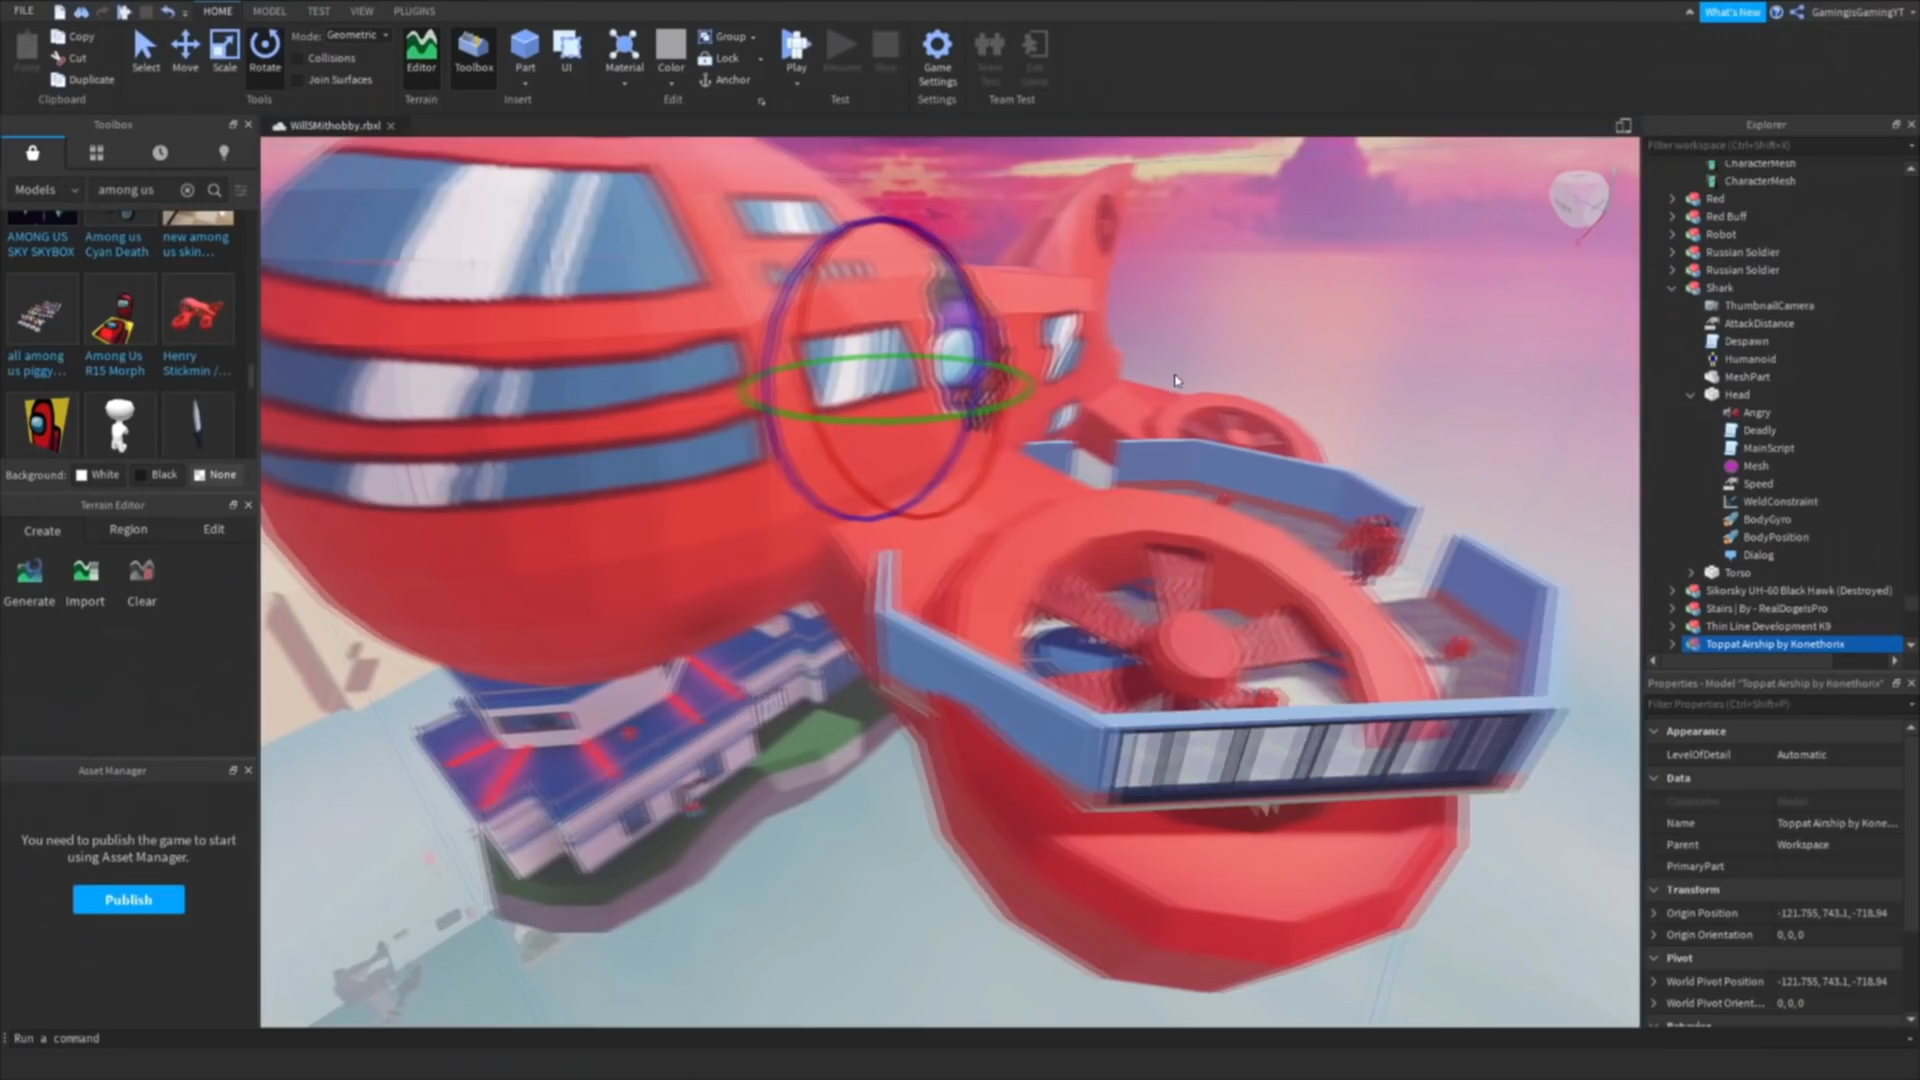 FILE HOME MODEL TEST VIEW PLUGINS What's New GamingisGamingYT
Copy Mode: Geometric Group
Cut Collisions Lock
Duplicate Join Surfaces Anchor
Select Move Scale Rotate Editor Toolbox Part UI Material Color Play Game Settings
Clipboard Tools Terrain Insert Edit Test Settings Team Test
Toolbox
Models among us
AMONG US SKY SKYBOX
Among us Cyan Death
new among us skin...
all among us piggy...
Among Us R15 Morph
Henry Stickmin /...
Background: White Black None
Terrain Editor
Create Region Edit
Generate Import Clear
Asset Manager
You need to publish the game to start
using Asset Manager.
Publish
WillSMithobby.rbxl
Explorer
Filter workspace (Ctrl+Shift+X)
CharacterMesh
CharacterMesh
Red
Red Buff
Robot
Russian Soldier
Russian Soldier
Shark
ThumbnailCamera
AttackDistance
Despawn
Humanoid
MeshPart
Head
Angry
Deadly
MainScript
Mesh
Speed
WeldConstraint
BodyGyro
BodyPosition
Dialog
Torso
Sikorsky UH-60 Black Hawk (Destroyed)
Stairs | By - RealDogeIsPro
Thin Line Development K9
Toppat Airship by Konethorix
Properties - Model "Toppat Airship by Konethorix"
Filter Properties (Ctrl+Shift+P)
Appearance
LevelOfDetail Automatic
Data
Name Toppat Airship by Kone...
Parent Workspace
PrimaryPart
Transform
Origin Position -121.755, 743.1, -718.94
Origin Orientation 0, 0, 0
Pivot
World Pivot Position -121.755, 743.1, -718.94
World Pivot Orient... 0, 0, 0
Run a command